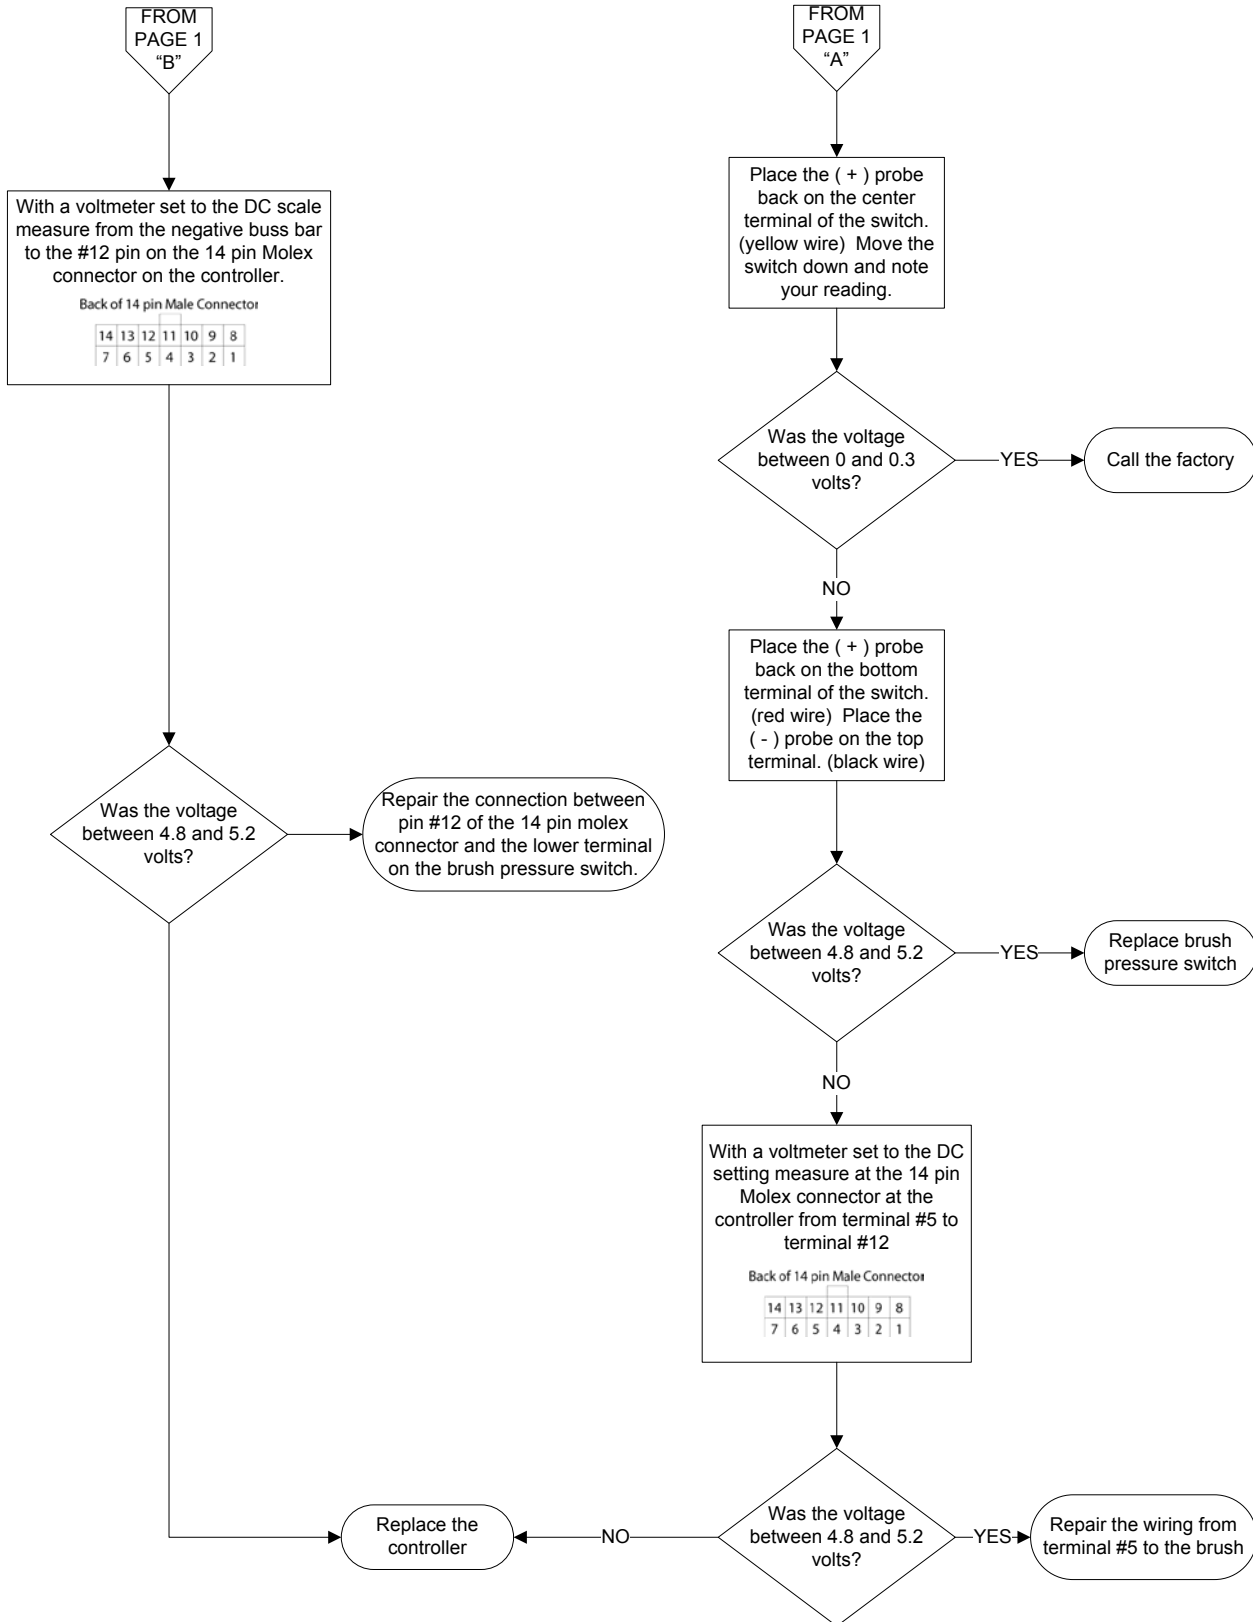 FROM
PAGE 1
“B”
With a voltmeter set to the DC scale
measure from the negative buss bar
to the #12 pin on the 14 pin Molex
connector on the controller.
Back of 14 pin Male Connector
14 13 12 11 10 9 8
7 6 5 4 3 2 1
Was the voltage
between 4.8 and 5.2
volts?
Repair the connection between
pin #12 of the 14 pin molex
connector and the lower terminal
on the brush pressure switch.
FROM
PAGE 1
“A”
Place the ( + ) probe
back on the center
terminal of the switch.
(yellow wire) Move the
switch down and note
your reading.
Was the voltage
between 0 and 0.3
volts?
YES
Call the factory
NO
Place the ( + ) probe
back on the bottom
terminal of the switch.
(red wire) Place the
( - ) probe on the top
terminal. (black wire)
Was the voltage
between 4.8 and 5.2
volts?
YES
Replace brush
pressure switch
NO
With a voltmeter set to the DC
setting measure at the 14 pin
Molex connector at the
controller from terminal #5 to
terminal #12
Back of 14 pin Male Connector
14 13 12 11 10 9 8
7 6 5 4 3 2 1
Was the voltage
between 4.8 and 5.2
volts?
YES
Repair the wiring from
terminal #5 to the brush
NO
Replace the
controller